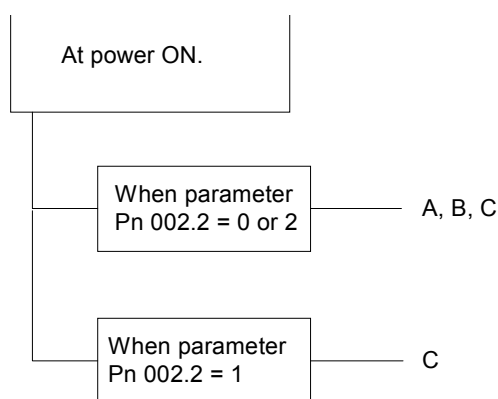 At power ON.
When parameter
Pn 002.2 = 0 or 2
A, B, C
When parameter
Pn 002.2 = 1
C